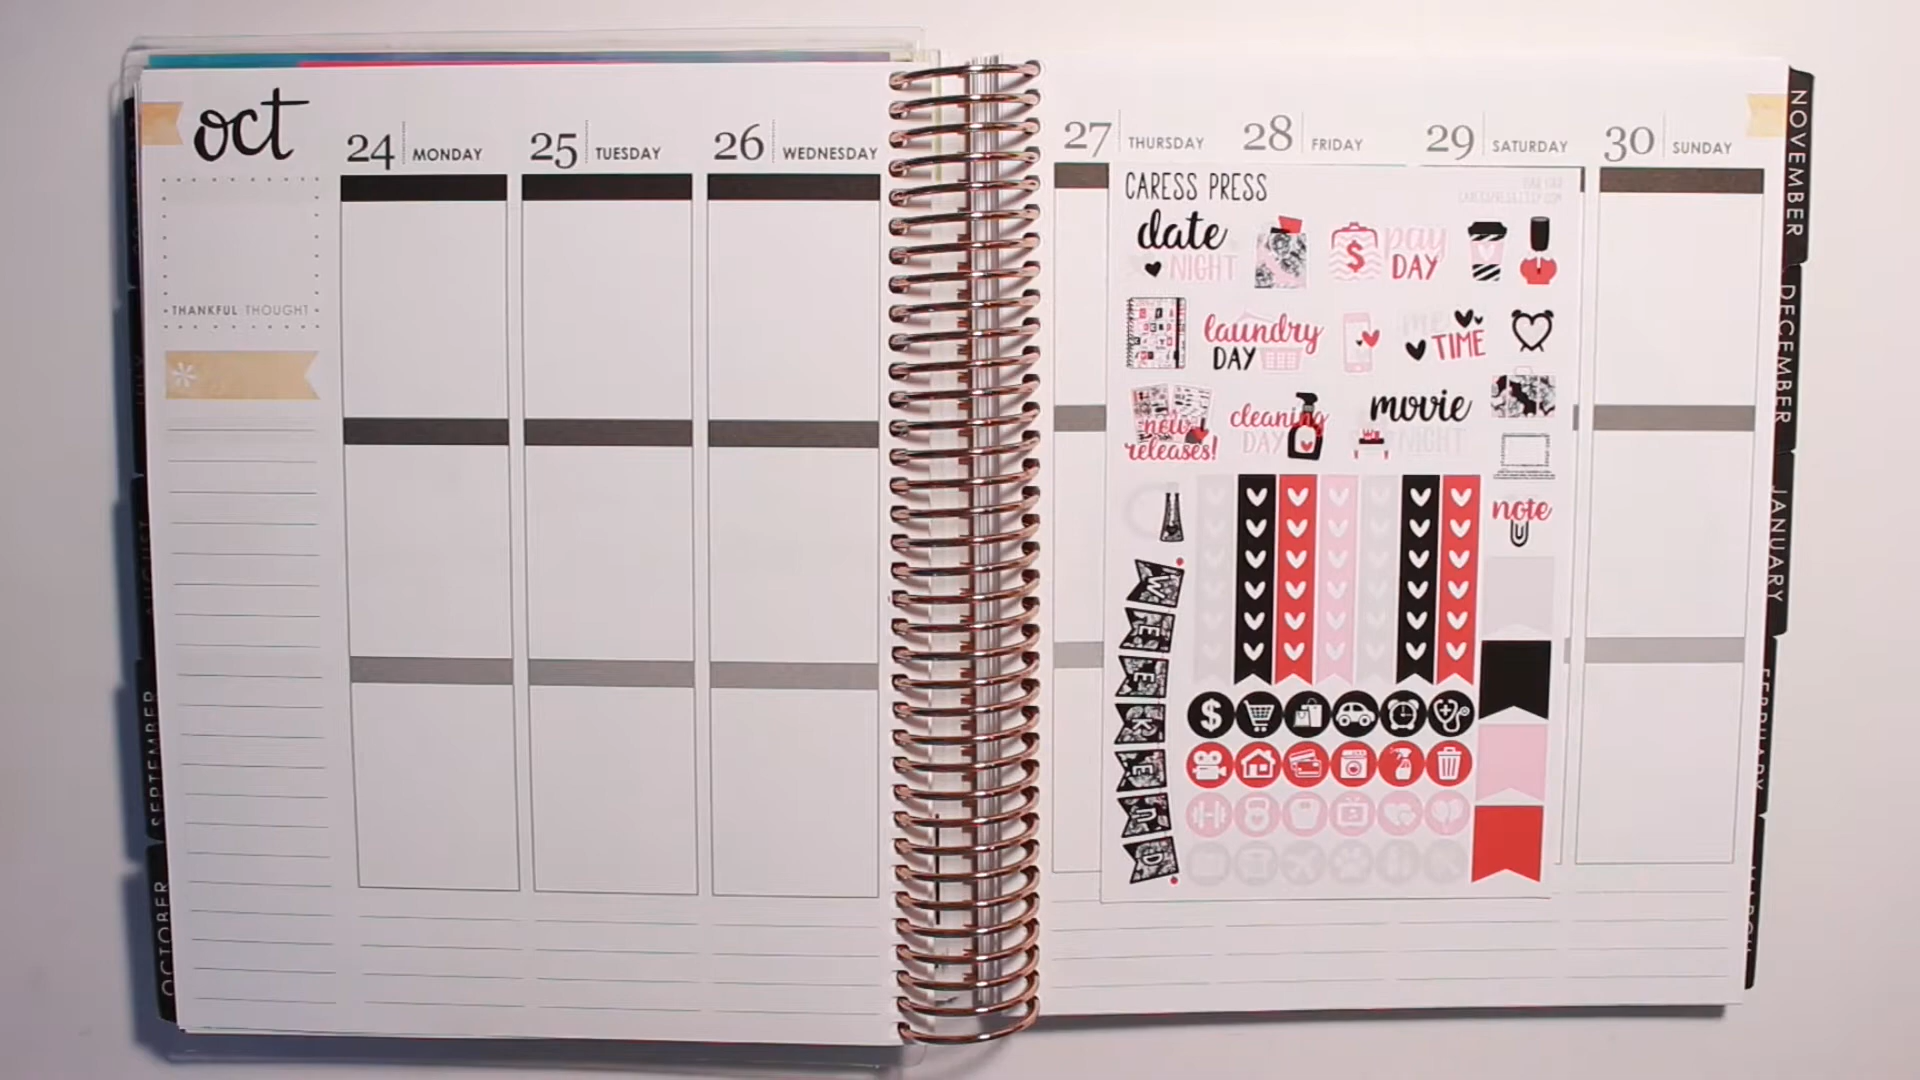 oct
24 MONDAY
25 TUESDAY
26 WEDNESDAY
27 THURSDAY
28 FRIDAY
29 SATURDAY
30 SUNDAY
THANKFUL THOUGHT
CARESS PRESS
date
NIGHT
$
pay
DAY
laundry
DAY
me
TIME
new
releases!
cleaning
DAY
movie
NIGHT
note
WEEKEND
$
SEPTEMBER
OCTOBER
NOVEMBER
DECEMBER
JANUARY
FEBRUARY